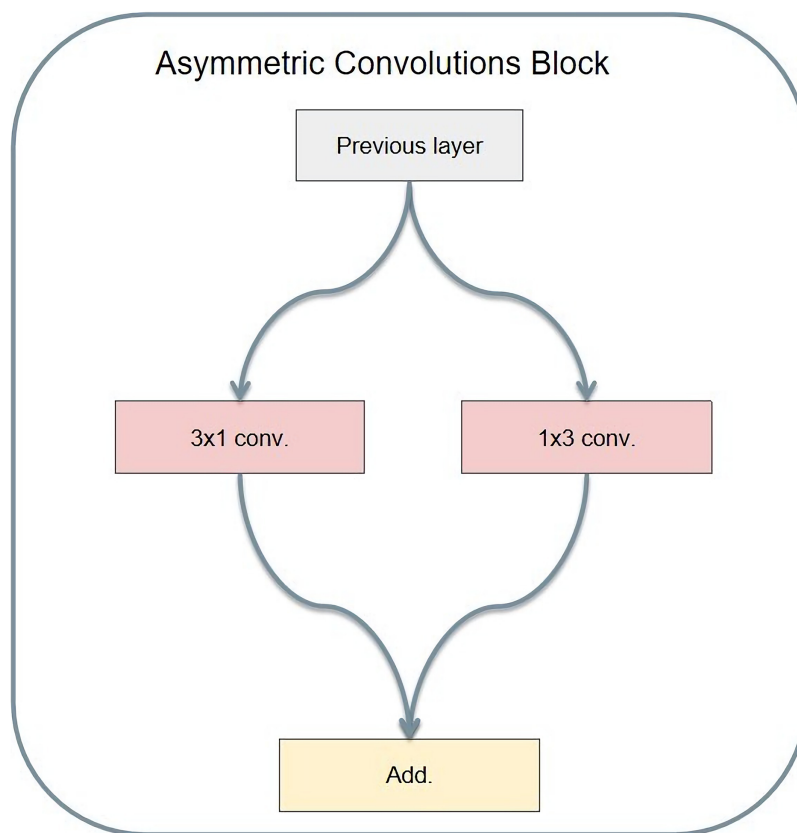 Asymmetric Convolutions Block
Previous layer
3x1 conv.
1x3 conv.
Add.